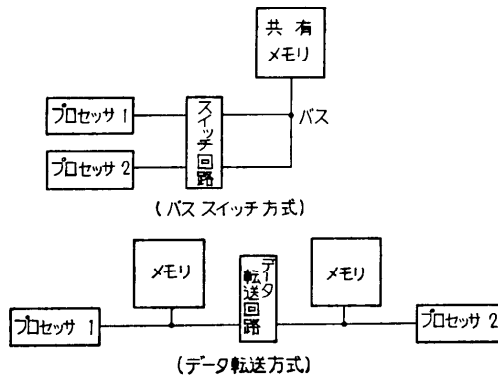 共有
メモリ
プロセッサ 1
スイッチ回路
バス
プロセッサ 2
(バス スイッチ方式)
メモリ
データ
転送回路
メモリ
プロセッサ 1
プロセッサ 2
(データ転送方式)